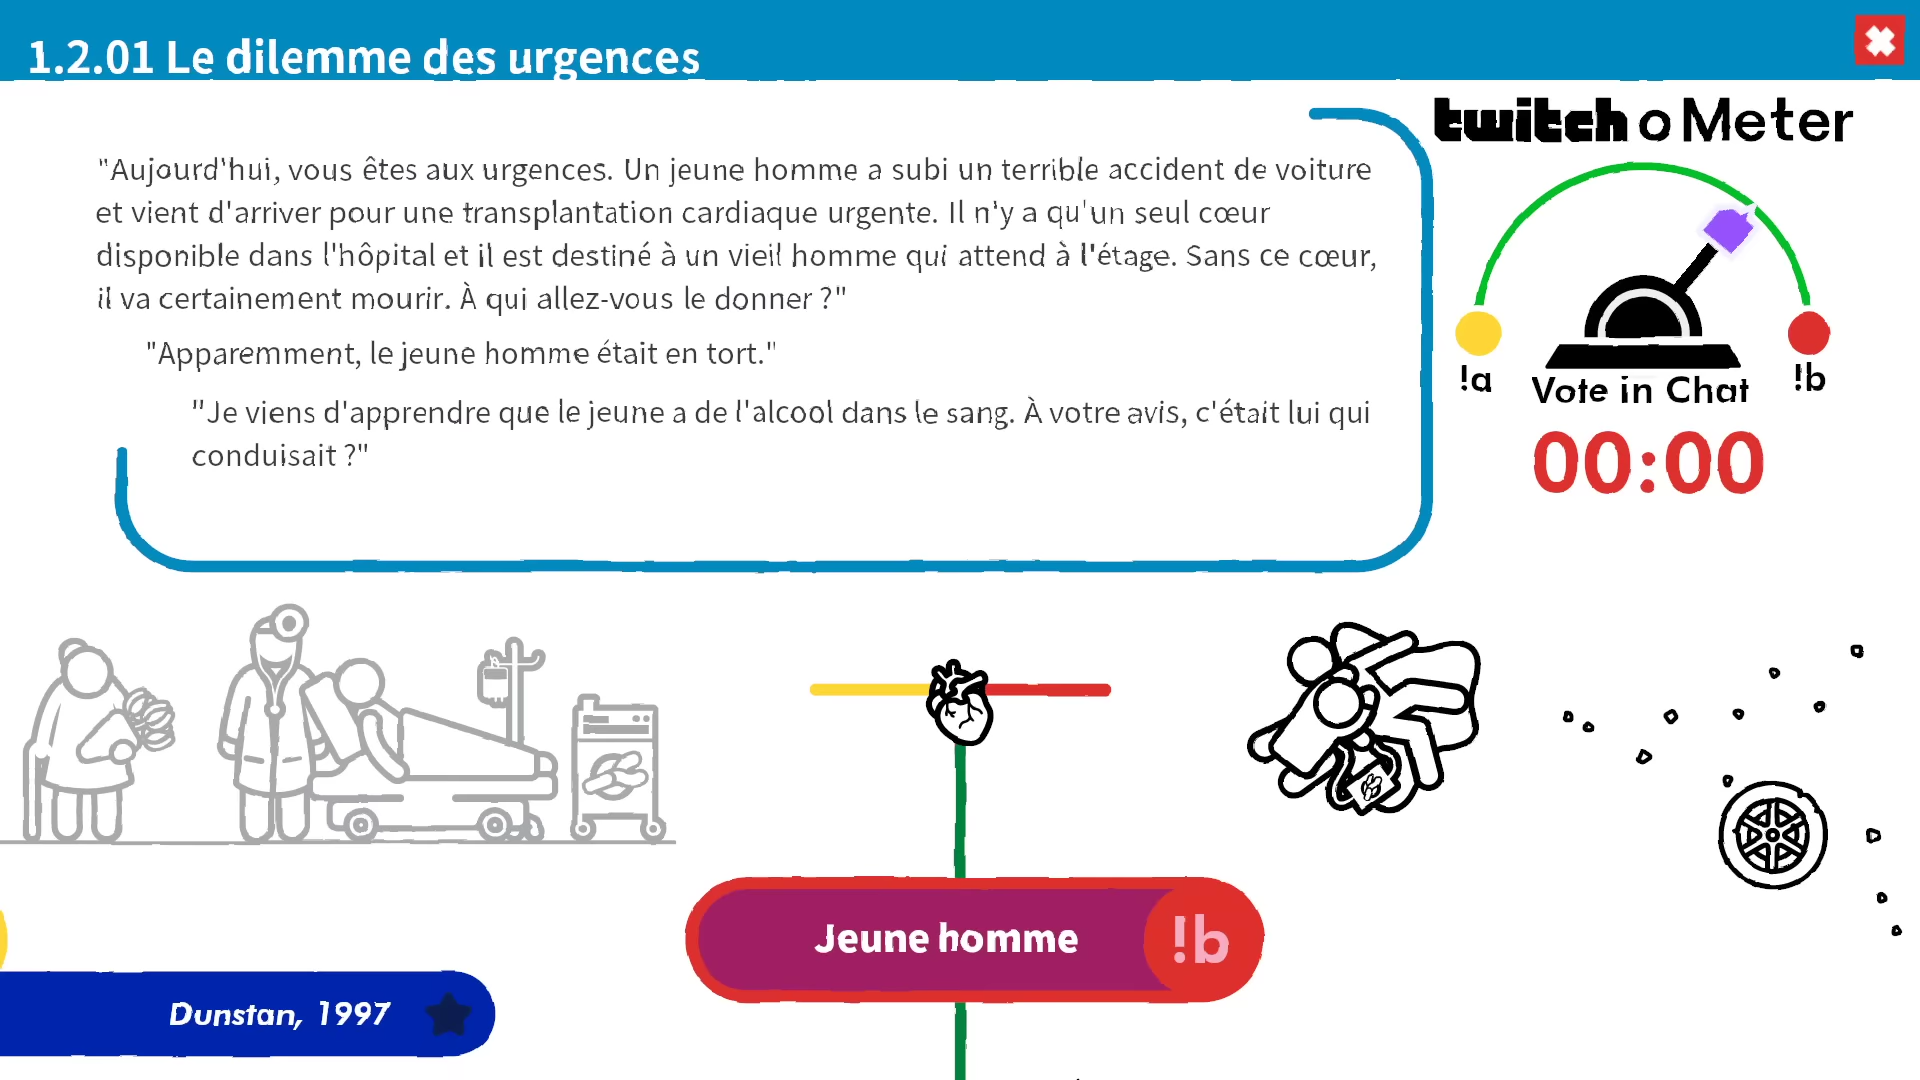 1.2.01 Le dilemme des urgences
"Aujourd'hui, vous êtes aux urgences. Un jeune homme a subi un terrible accident de voiture
et vient d'arriver pour une transplantation cardiaque urgente. Il n'y a qu'un seul cœur
disponible dans l'hôpital et il est destiné à un vieil homme qui attend à l'étage. Sans ce cœur,
il va certainement mourir. À qui allez-vous le donner ?"
"Apparemment, le jeune homme était en tort."
"Je viens d'apprendre que le jeune a de l'alcool dans le sang. À votre avis, c'était lui qui
conduisait ?"
twitch o Meter
!a
Vote in Chat
!b
00:00
Jeune homme
!b
Dunstan, 1997